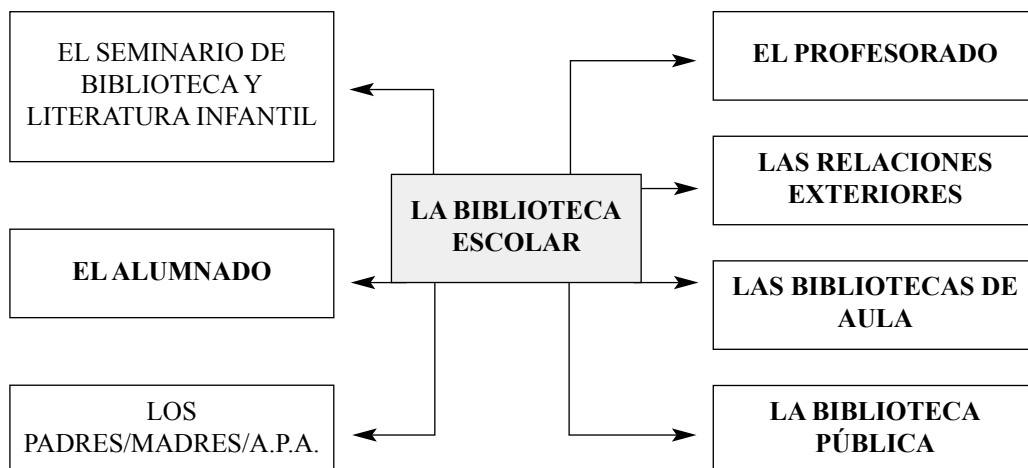 EL SEMINARIO DE
BIBLIOTECA Y
LITERATURA INFANTIL
EL PROFESORADO
LAS RELACIONES
EXTERIORES
LA BIBLIOTECA
ESCOLAR
EL ALUMNADO
LAS BIBLIOTECAS DE
AULA
LOS
PADRES/MADRES/A.P.A.
LA BIBLIOTECA
PÚBLICA